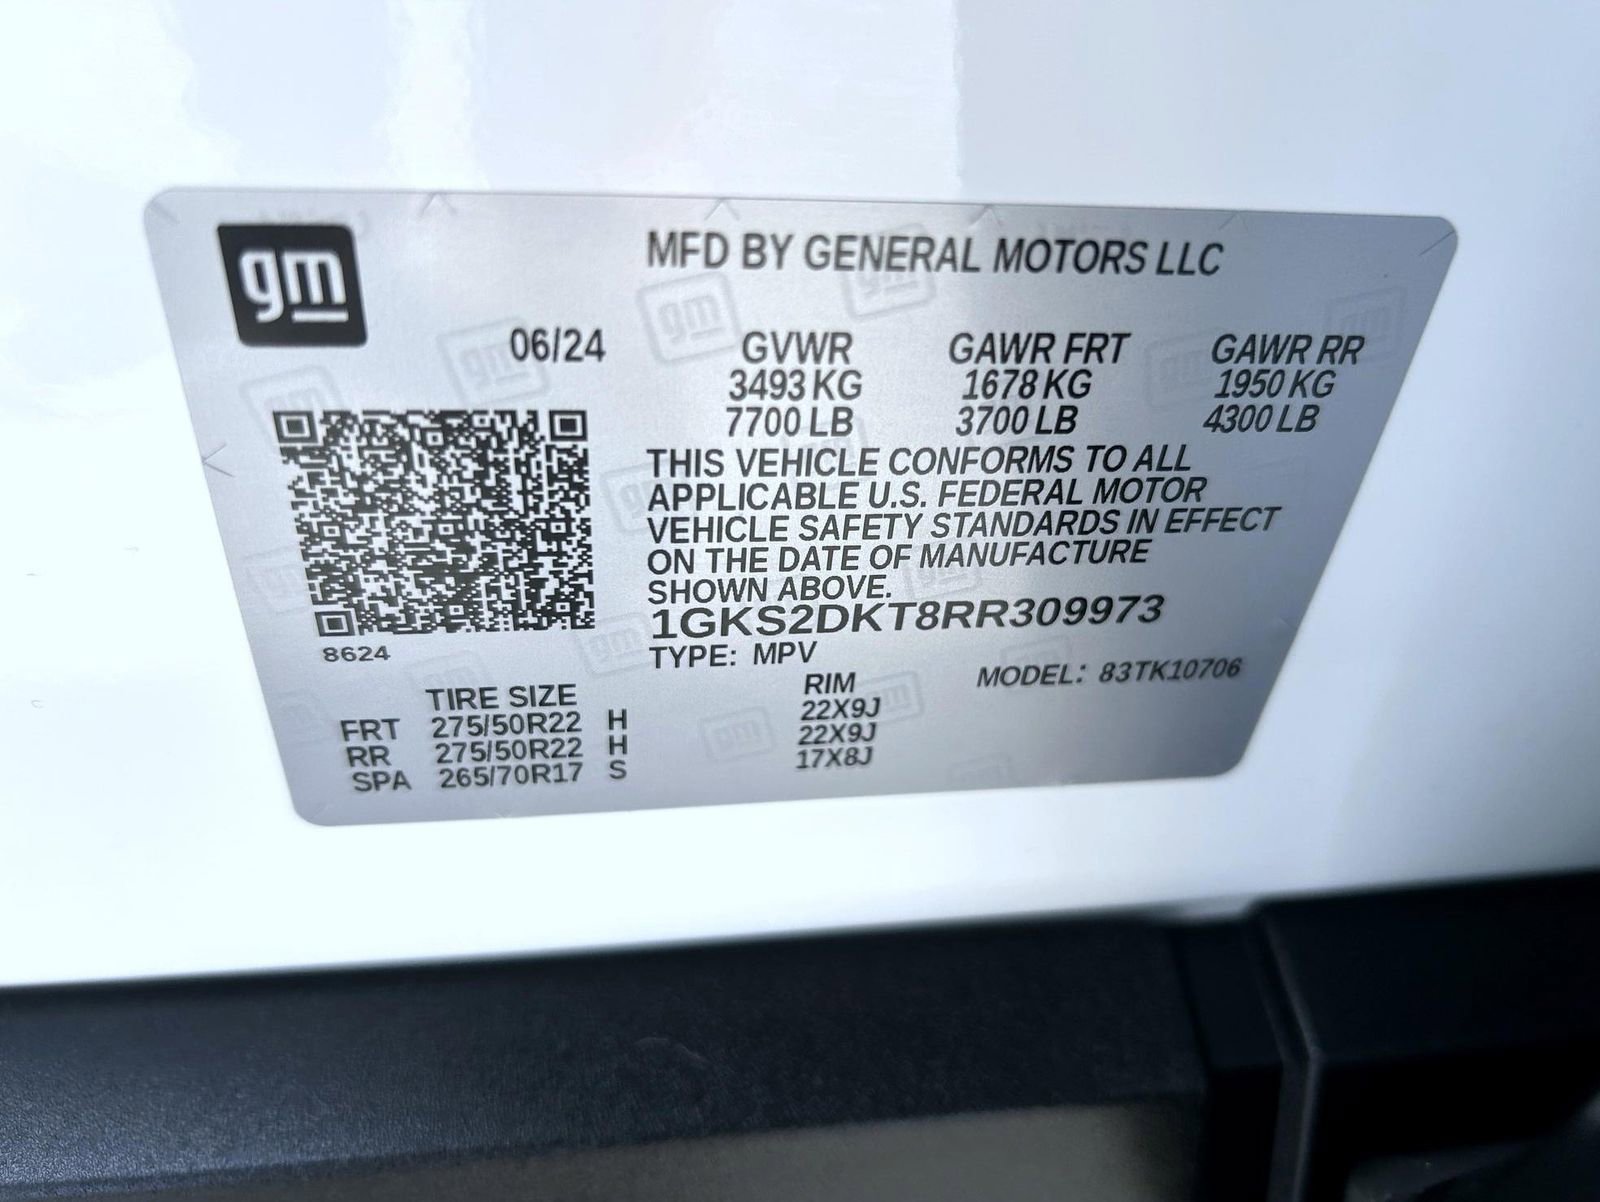 gm
MFD BY GENERAL MOTORS LLC
06/24
GVWR GAWR FRT GAWR RR
3493 KG 1678 KG 1950 KG
7700 LB 3700 LB 4300 LB
THIS VEHICLE CONFORMS TO ALL
APPLICABLE U.S. FEDERAL MOTOR
VEHICLE SAFETY STANDARDS IN EFFECT
ON THE DATE OF MANUFACTURE
SHOWN ABOVE.
1GKS2DKT8RR309973
8624
TYPE: MPV
MODEL: 83TK10706
TIRE SIZE RIM
FRT 275/50R22 H 22X9J
RR 275/50R22 H 22X9J
SPA 265/70R17 S 17X8J